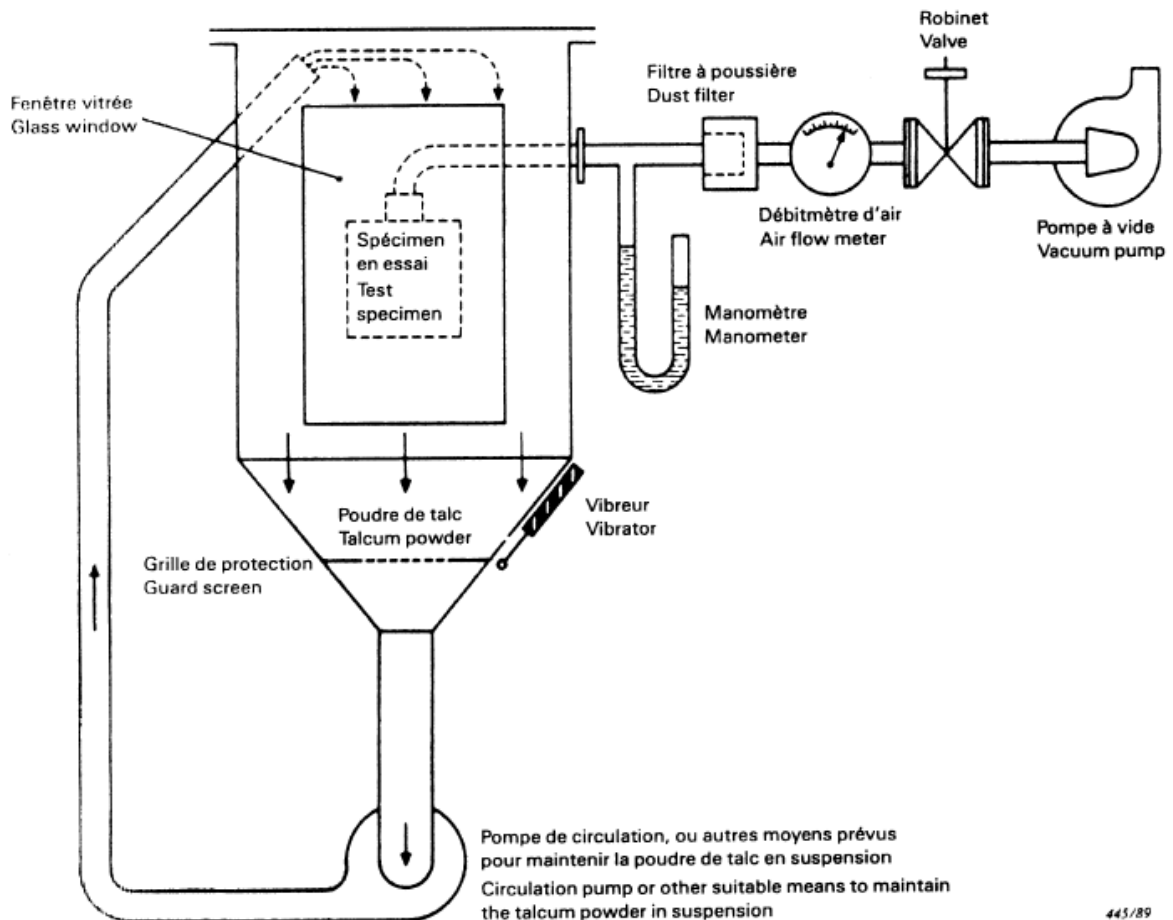 Robinet
Valve
Filtre à poussière
Dust filter
Fenêtre vitrée
Glass window
Débitmètre d'air
Air flow meter
Pompe à vide
Vacuum pump
Spécimen
en essai
Test
specimen
Manomètre
Manometer
Vibreur
Vibrator
Poudre de talc
Talcum powder
Grille de protection
Guard screen
Pompe de circulation, ou autres moyens prévus
pour maintenir la poudre de talc en suspension
Circulation pump or other suitable means to maintain
the talcum powder in suspension
445/89